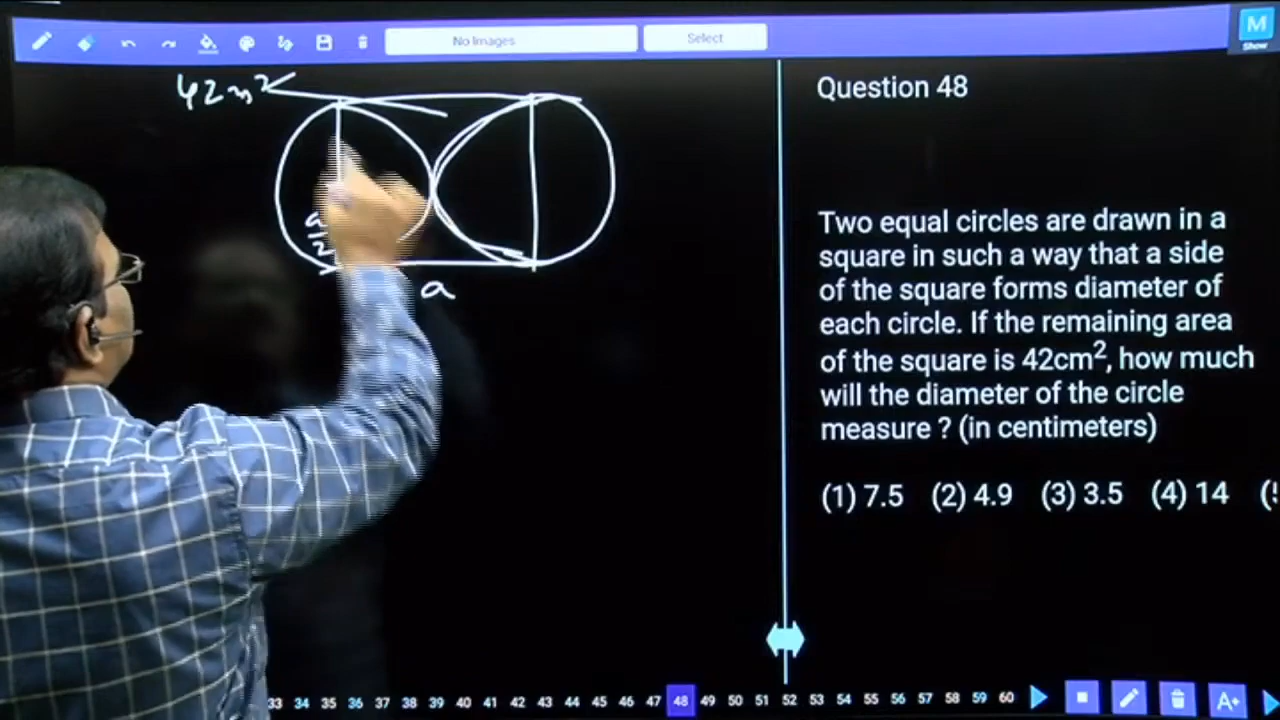 No Images
Select
M
Show
42
a
2
a
Question 48
Two equal circles are drawn in a
square in such a way that a side
of the square forms diameter of
each circle. If the remaining area
of the square is 42cm², how much
will the diameter of the circle
measure ? (in centimeters)
(1) 7.5 (2) 4.9 (3) 3.5 (4) 14 (
33 34 35 36 37 38 39 40 41 42 43 44 45 46 47 48 49 50 51 52 53 54 55 56 57 58 59 60
A+